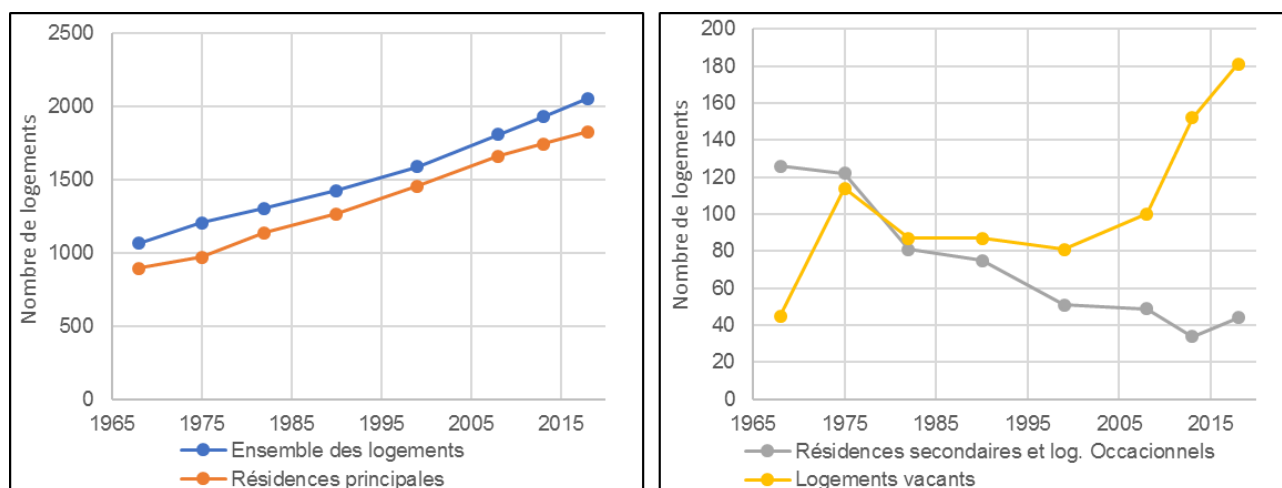 2500
2000
1500
1000
500
0
Nombre de logements
1965 1975 1985 1995 2005 2015
Ensemble des logements
Résidences principales
200
180
160
140
120
100
80
60
40
20
0
Nombre de logements
1965 1975 1985 1995 2005 2015
Résidences secondaires et log. Occacionnels
Logements vacants